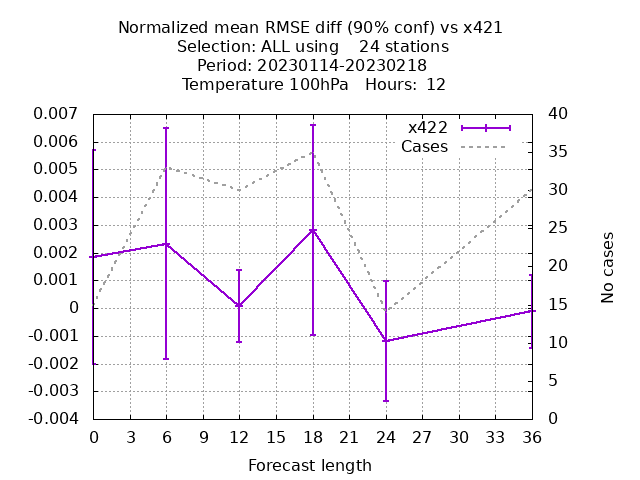 Normalized mean RMSE diff (90% conf) vs x421
Selection: ALL using    24 stations
Period: 20230114-20230218
Temperature 100hPa   Hours:  12
0.007
0.006
0.005
0.004
0.003
0.002
0.001
0
-0.001
-0.002
-0.003
-0.004
x422
Cases
40
35
30
25
20
15
10
5
0
No cases
0 3 6 9 12 15 18 21 24 27 30 33 36
Forecast length